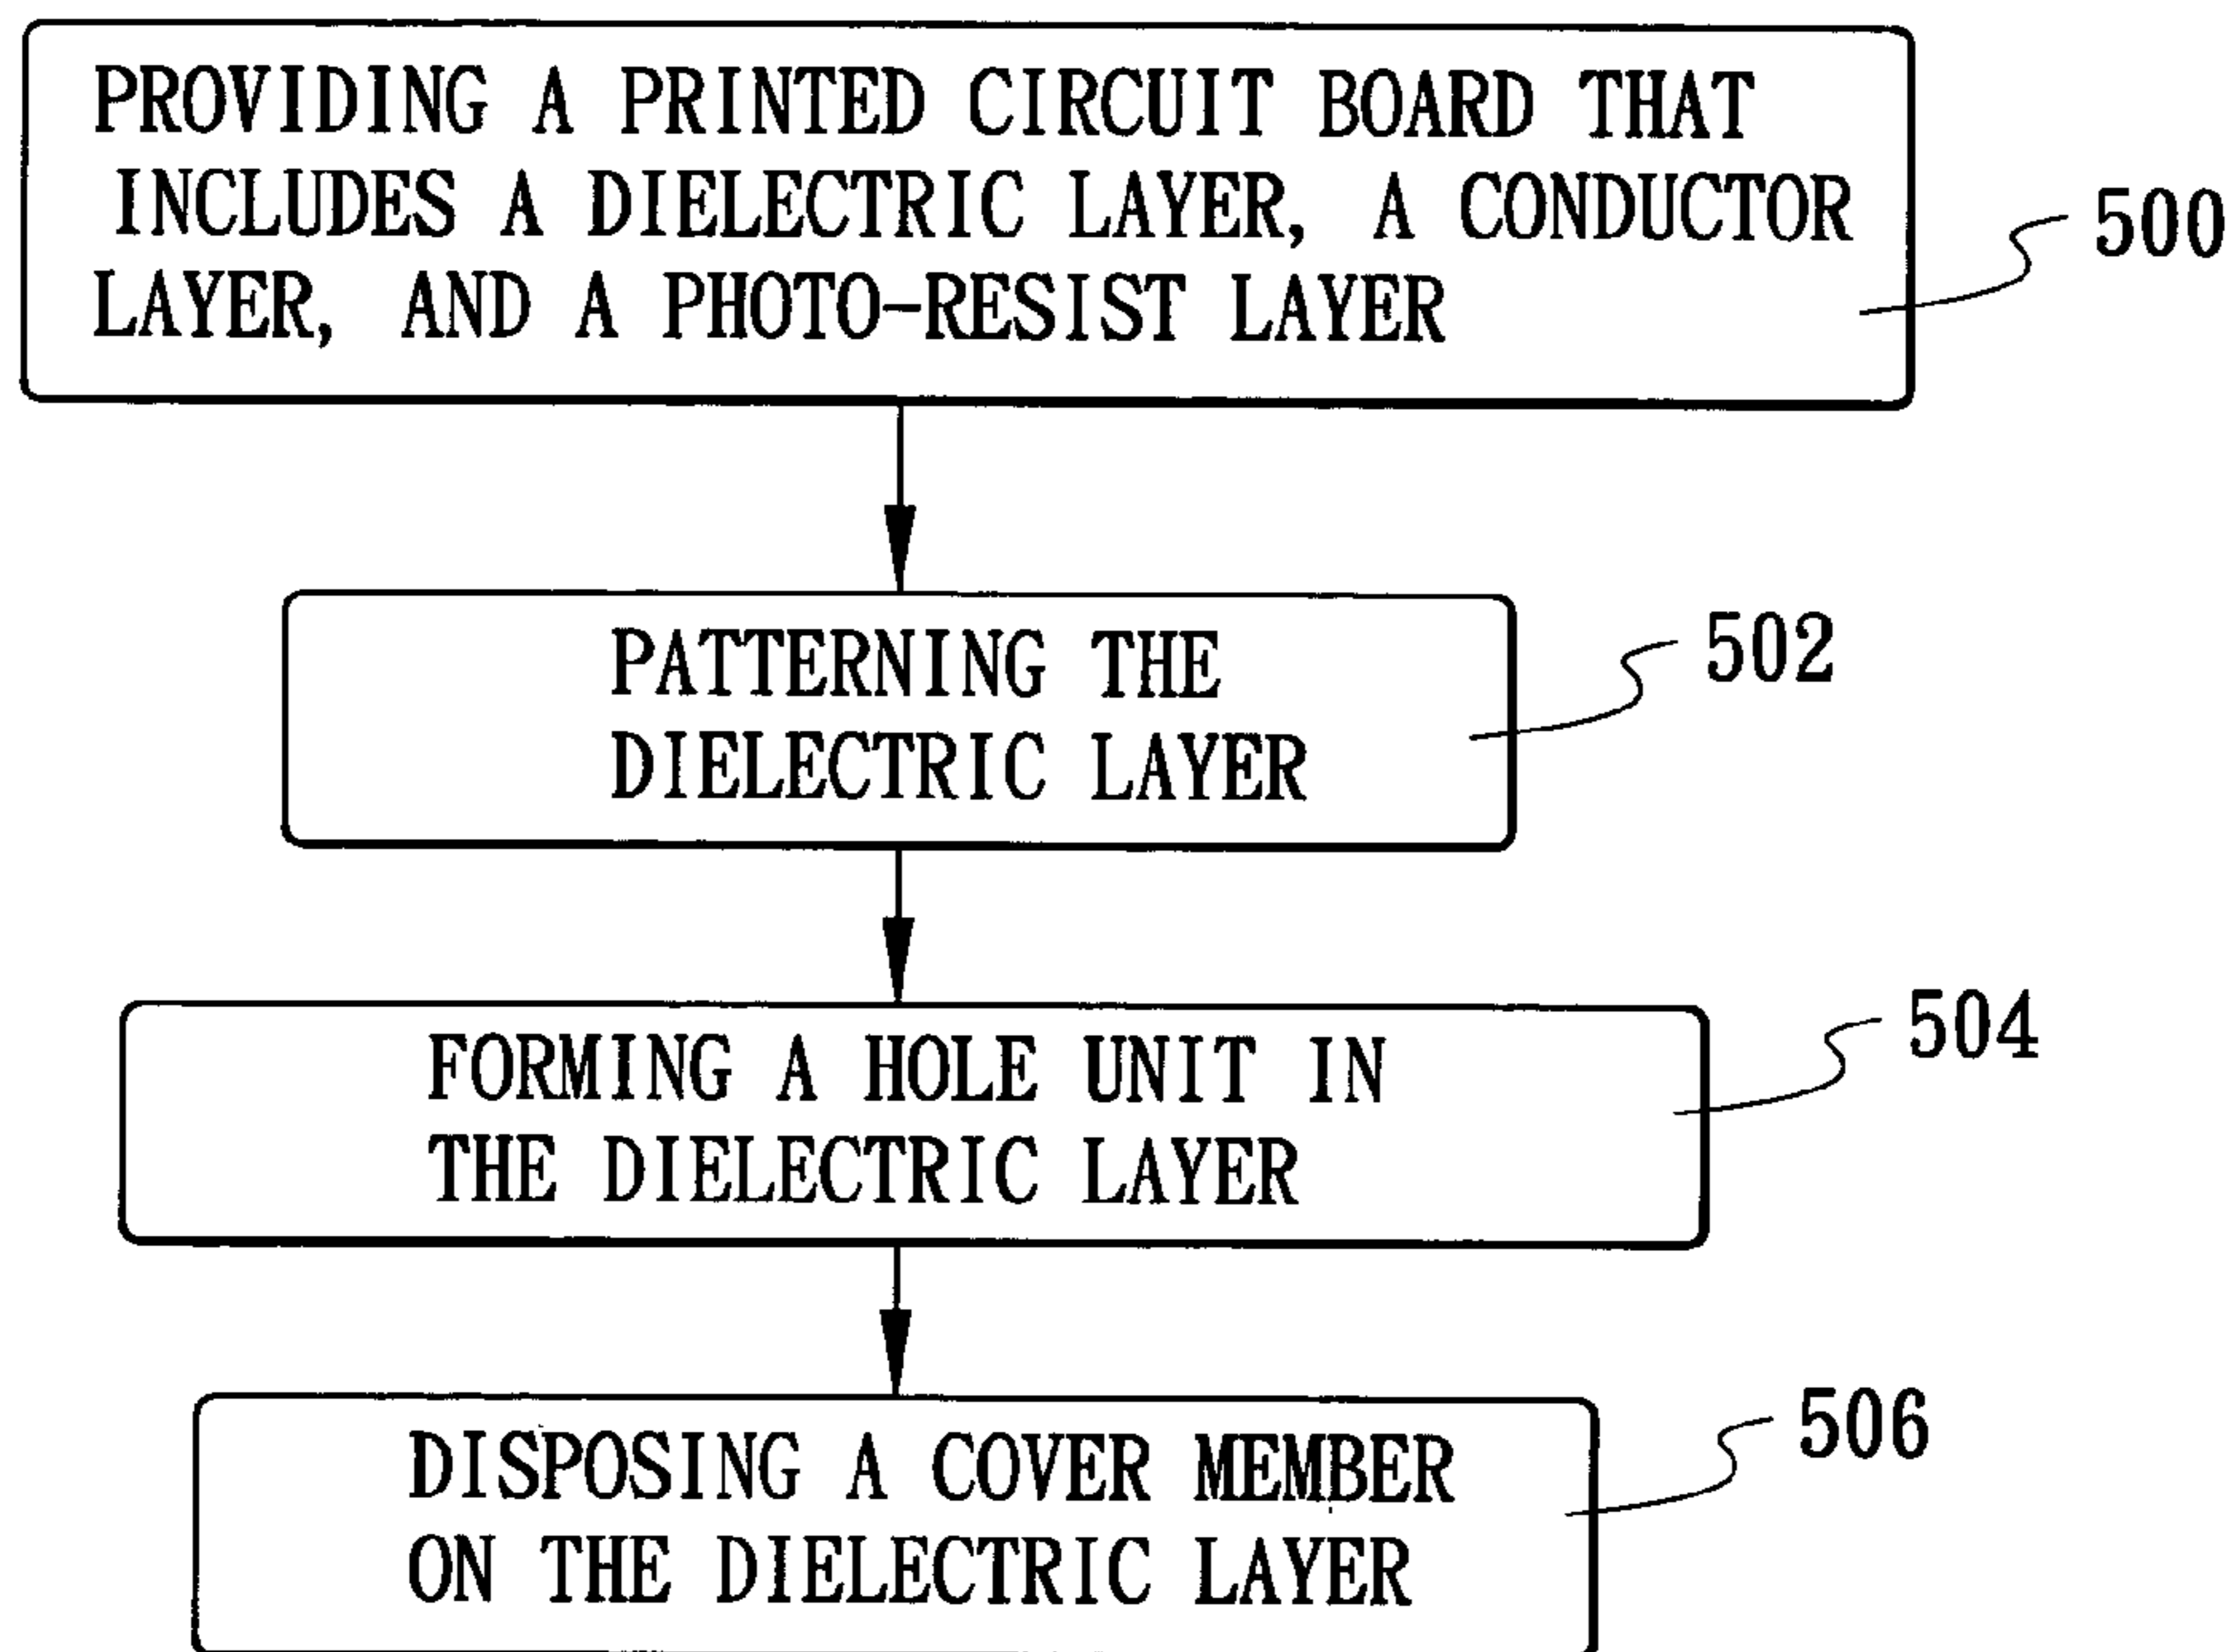 PROVIDING A PRINTED CIRCUIT BOARD THAT
INCLUDES A DIELECTRIC LAYER, A CONDUCTOR
LAYER, AND A PHOTO-RESIST LAYER
500
PATTERNING THE
DIELECTRIC LAYER
502
FORMING A HOLE UNIT IN
THE DIELECTRIC LAYER
504
DISPOSING A COVER MEMBER
ON THE DIELECTRIC LAYER
506